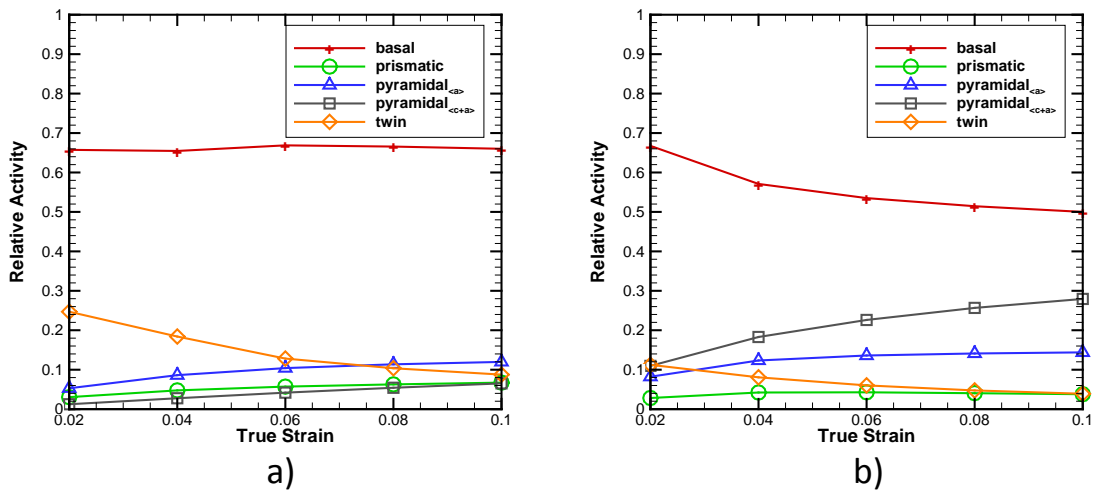 1
0.9
0.8
0.7
0.6
0.5
0.4
0.3
0.2
0.1
0
Relative Activity
basal
prismatic
pyramidal<a>
pyramidal<c+a>
twin
0.02 0.04 0.06 0.08 0.1
True Strain
a)
1
0.9
0.8
0.7
0.6
0.5
0.4
0.3
0.2
0.1
0
Relative Activity
basal
prismatic
pyramidal<a>
pyramidal<c+a>
twin
0.02 0.04 0.06 0.08 0.1
True Strain
b)